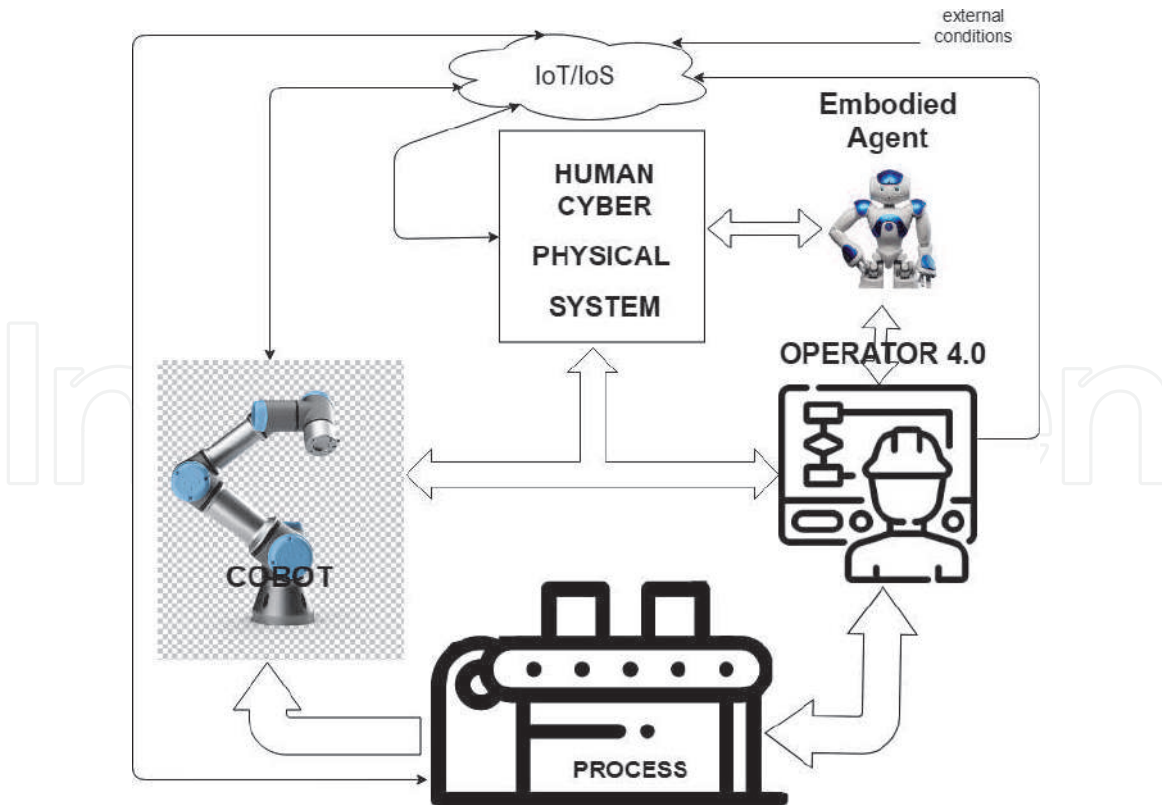 external
conditions
IoT/IoS
Embodied
Agent
HUMAN
CYBER
PHYSICAL
SYSTEM
OPERATOR 4.0
COBOT
PROCESS